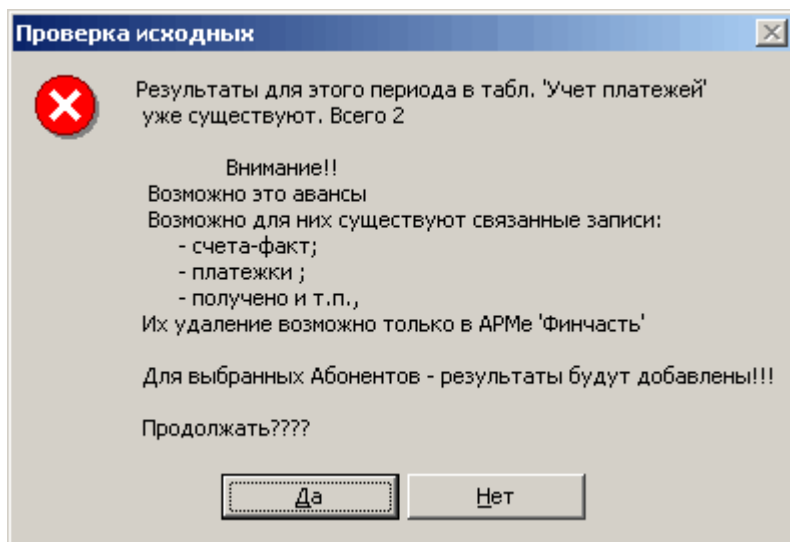 Проверка исходных
Результаты для этого периода в табл. 'Учет платежей'
уже существуют. Всего 2
Внимание!!
Возможно это авансы
Возможно для них существуют связанные записи:
- счета-факт;
- платежки ;
- получено и т.п.,
Их удаление возможно только в АРМе 'Финчасть'
Для выбранных Абонентов - результаты будут добавлены!!!
Продолжать????
Да
Нет